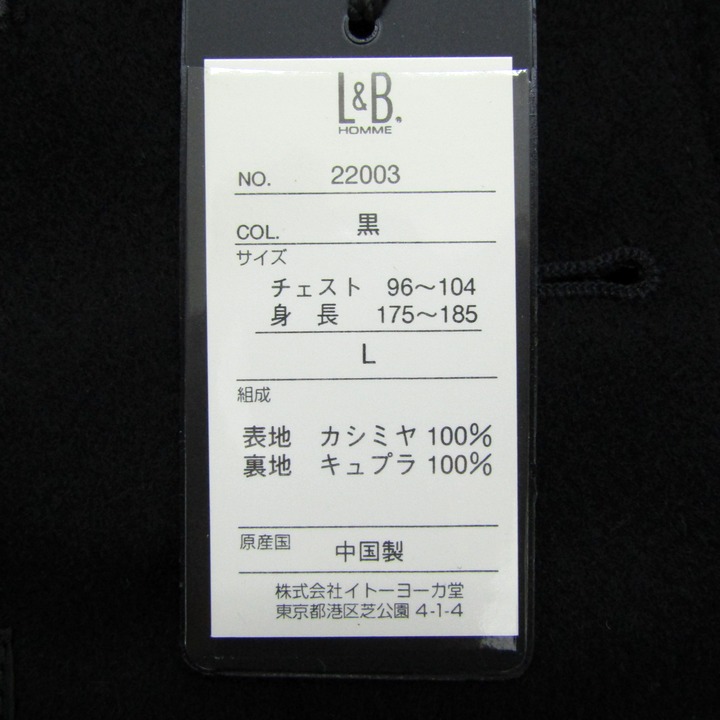 L&B.
HOMME
NO. 22003
COL. 黒
サイズ
チェスト 96〜104
身長 175〜185
L
組成
表地 カシミヤ 100%
裏地 キュプラ 100%
原産国 中国製
株式会社イトーヨーカ堂
東京都港区芝公園 4-1-4